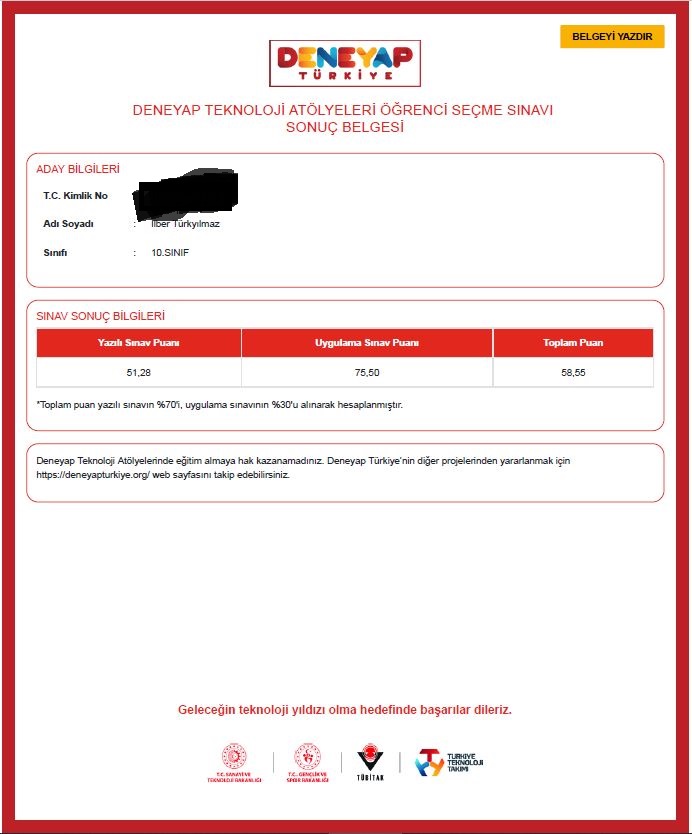 BELGEYİ YAZDIR
DENEYAP
TÜRKİYE
DENEYAP TEKNOLOJİ ATÖLYELERİ ÖĞRENCİ SEÇME SINAVI
SONUÇ BELGESİ
ADAY BİLGİLERİ
T.C. Kimlik No
Adı Soyadı : İlber Türkyılmaz
Sınıfı : 10.SINIF
SINAV SONUÇ BİLGİLERİ
Yazılı Sınav Puanı Uygulama Sınav Puanı Toplam Puan
51,28 75,50 58,55
*Toplam puan yazılı sınavın %70'i, uygulama sınavının %30'u alınarak hesaplanmıştır.
Deneyap Teknoloji Atölyelerinde eğitim almaya hak kazanamadınız. Deneyap Türkiye'nin diğer projelerinden yararlanmak için
https://deneyapturkiye.org/ web sayfasını takip edebilirsiniz.
Geleceğin teknoloji yıldızı olma hedefinde başarılar dileriz.
T.C. SANAYİ VE
TEKNOLOJİ BAKANLIĞI
T.C. GENÇLİK VE
SPOR BAKANLIĞI
TÜBİTAK
TÜRKİYE
TEKNOLOJİ
TAKIMI